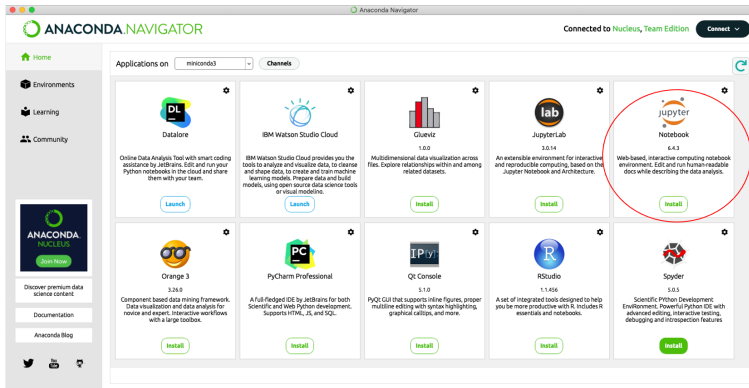 Anaconda Navigator
ANACONDA.NAVIGATOR
Connected to Nucleus, Team Edition
Connect
Home
Environments
Learning
Community
ANACONDA.
NUCLEUS
Join Now
Discover premium data
science content
Documentation
Anaconda Blog
You
Tube
Applications on
miniconda3
Channels
DL
Datalore
Online Data Analysis Tool with smart coding
assistance by JetBrains. Edit and run your
Python notebooks in the cloud and share
them with your team.
Launch
IBM Watson Studio Cloud
IBM Watson Studio Cloud provides you the
tools to analyze and visualize data, to cleanse
and shape data, to create and train machine
learning models. Prepare data and build
models, using open source data science tools
or visual modeling.
Launch
Glueviz
1.0.0
Multidimensional data visualization across
files. Explore relationships within and among
related datasets.
Install
lab
JupyterLab
3.0.14
An extensible environment for interactive
and reproducible computing, based on the
Jupyter Notebook and Architecture.
Install
jupyter
Notebook
6.4.3
Web-based, interactive computing notebook
environment. Edit and run human-readable
docs while describing the data analysis.
Install
Orange 3
3.26.0
Component based data mining framework.
Data visualization and data analysis for
novice and expert. Interactive workflows
with a large toolbox.
Install
PC
PyCharm Professional
A full-fledged IDE by JetBrains for both
Scientific and Web Python development.
Supports HTML, JS, and SQL.
Install
IP[y]:
Qt Console
5.1.0
PyQt GUI that supports inline figures, proper
multiline editing with syntax highlighting,
graphical calltips, and more.
Install
R
RStudio
1.1.456
A set of integrated tools designed to help
you be more productive with R. Includes R
essentials and notebooks.
Install
Spyder
5.0.5
Scientific PYthon Development
EnviRonment. Powerful Python IDE with
advanced editing, interactive testing,
debugging and introspection features
Install